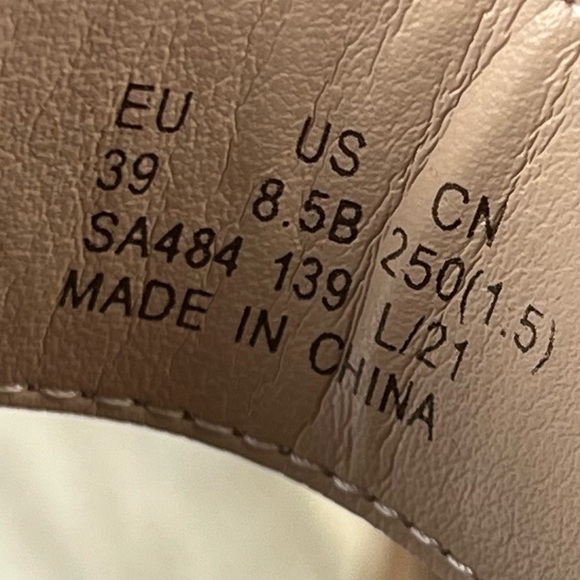 EU US CN
39 8.5B 250(1.5)
SA484 139 L/21
MADE IN CHINA